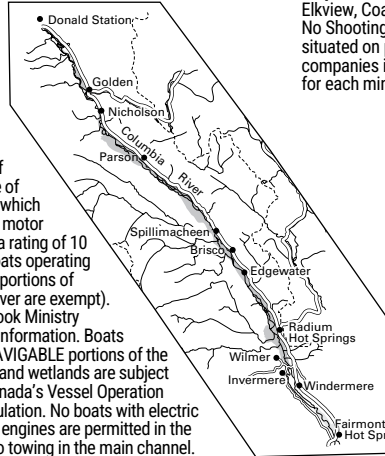 Elkview, Coa
No Shooting
situated on p
companies i
for each min
Donald Station
Golden
Nicholson
Columbia
River
Parson
Spillimacheen
Brisco
Edgewater
Radium
Hot Springs
Wilmer
Invermere
Windermere
Fairmont
Hot Spri
of
e of
which
motor
a rating of 10
oats operating
portions of
ver are exempt).
ook Ministry
information. Boats
AVIGABLE portions of the
and wetlands are subject
nada's Vessel Operation
ulation. No boats with electric
engines are permitted in the
o towing in the main channel.